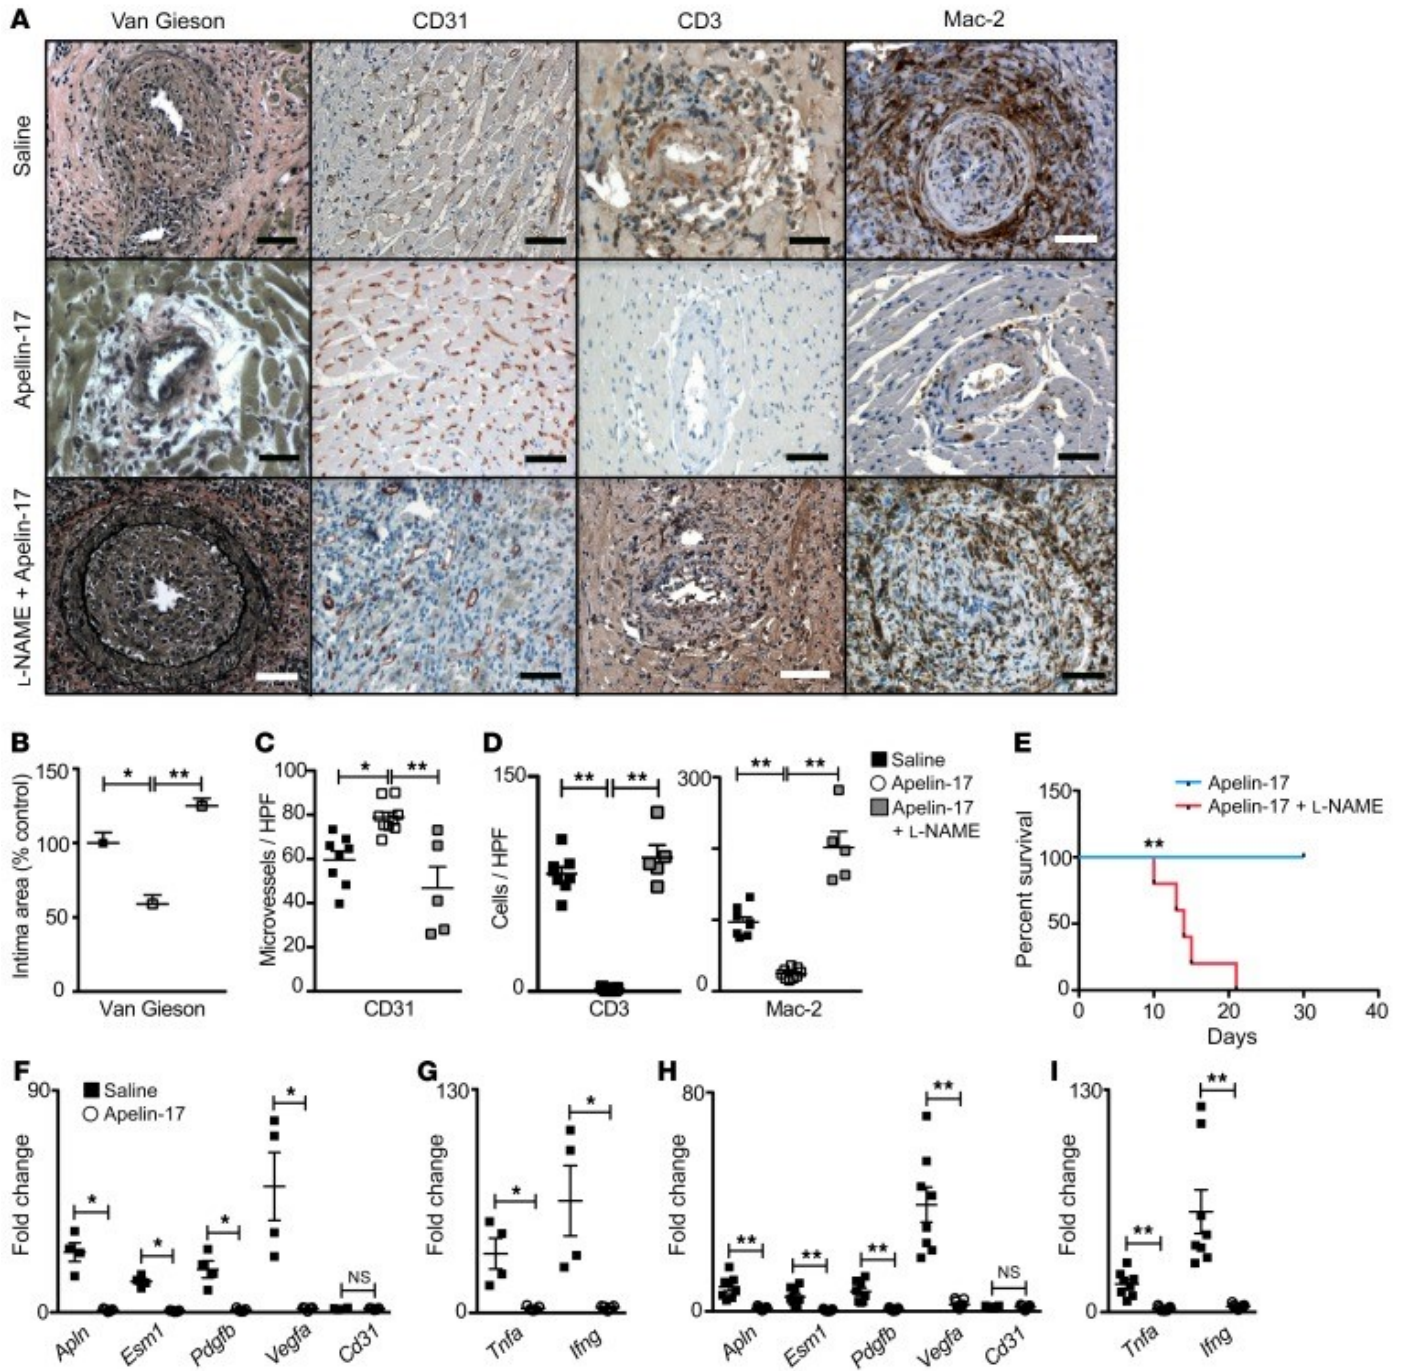 A
Van Gieson CD31 CD3 Mac-2
Saline
Apellin-17
L-NAME + Apelin-17
B
Intima area (% control)
150
100
50
0
* **
Van Gieson
C
Microvessels / HPF
100
80
60
40
20
0
* **
CD31
D
Cells / HPF
150
0
** **
CD3
300
0
** **
Mac-2
Saline
Apelin-17
Apelin-17
+ L-NAME
E
Percent survival
150
100
50
0
Apelin-17
Apelin-17 + L-NAME
**
0 10 20 30 40
Days
F
Fold change
90
0
Saline
Apelin-17
* * * * NS
Apln Esm1 Pdgfb Vegfa Cd31
G
Fold change
130
0
* *
Tnfa Ifng
H
Fold change
80
0
** ** ** ** NS
Apln Esm1 Pdgfb Vegfa Cd31
I
Fold change
130
0
** **
Tnfa Ifng